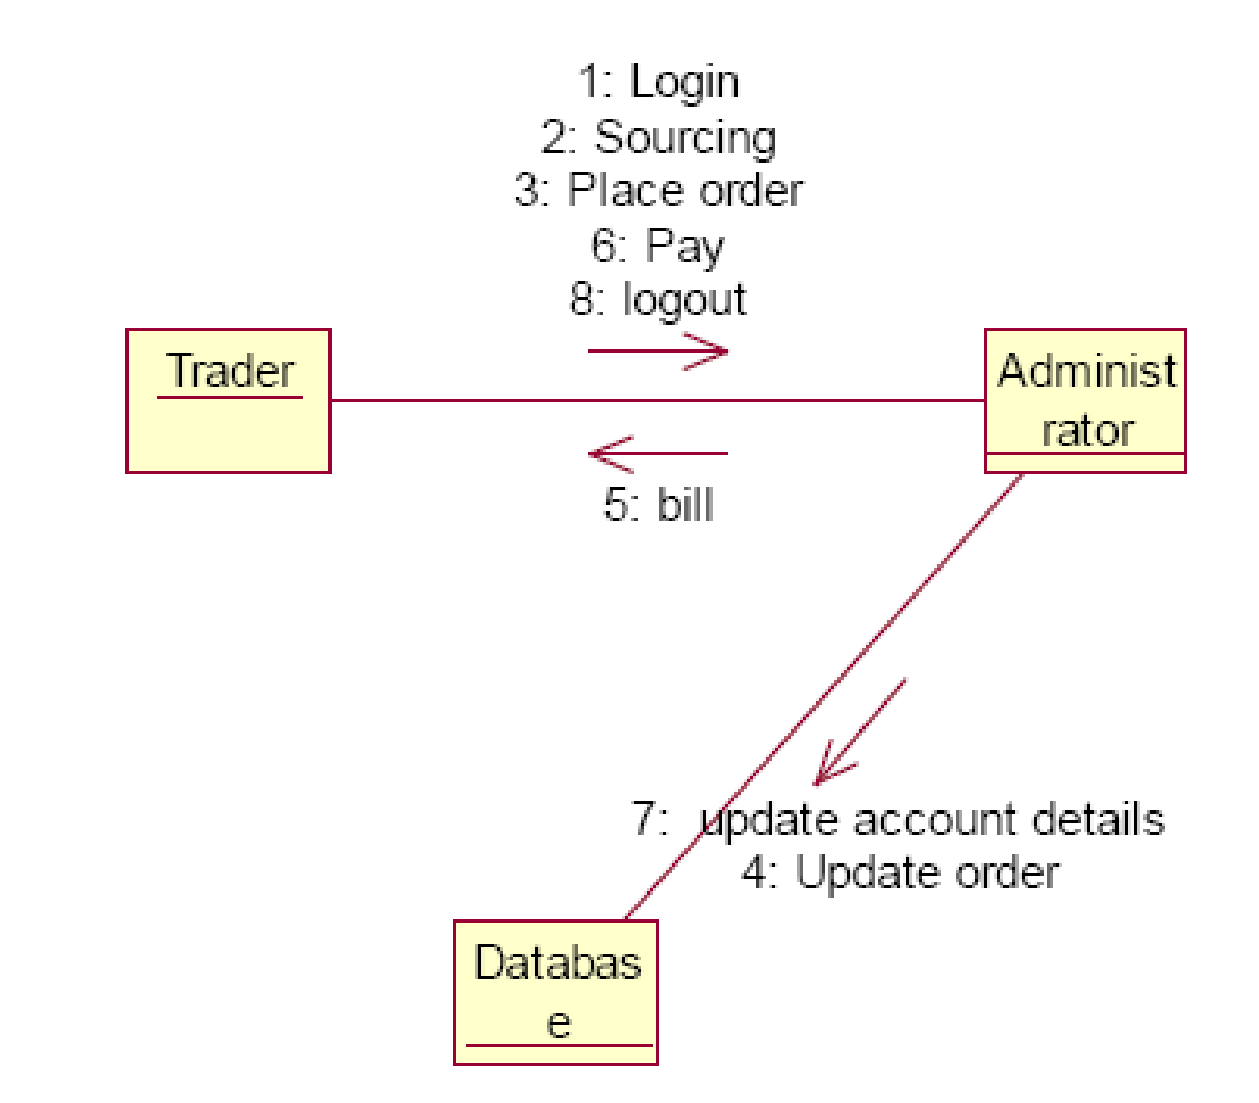 1: Login
2: Sourcing
3: Place order
6: Pay
8: logout
Trader
Administ
rator
5: bill
7: update account details
4: Update order
Databas
e